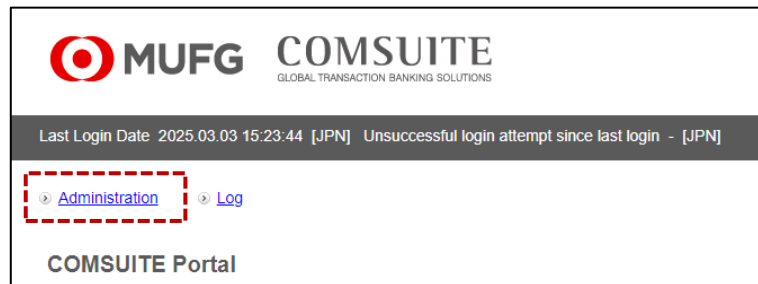 MUFG COMSUITE
GLOBAL TRANSACTION BANKING SOLUTIONS
Last Login Date 2025.03.03 15:23:44 [JPN] Unsuccessful login attempt since last login - [JPN]
Administration Log
COMSUITE Portal